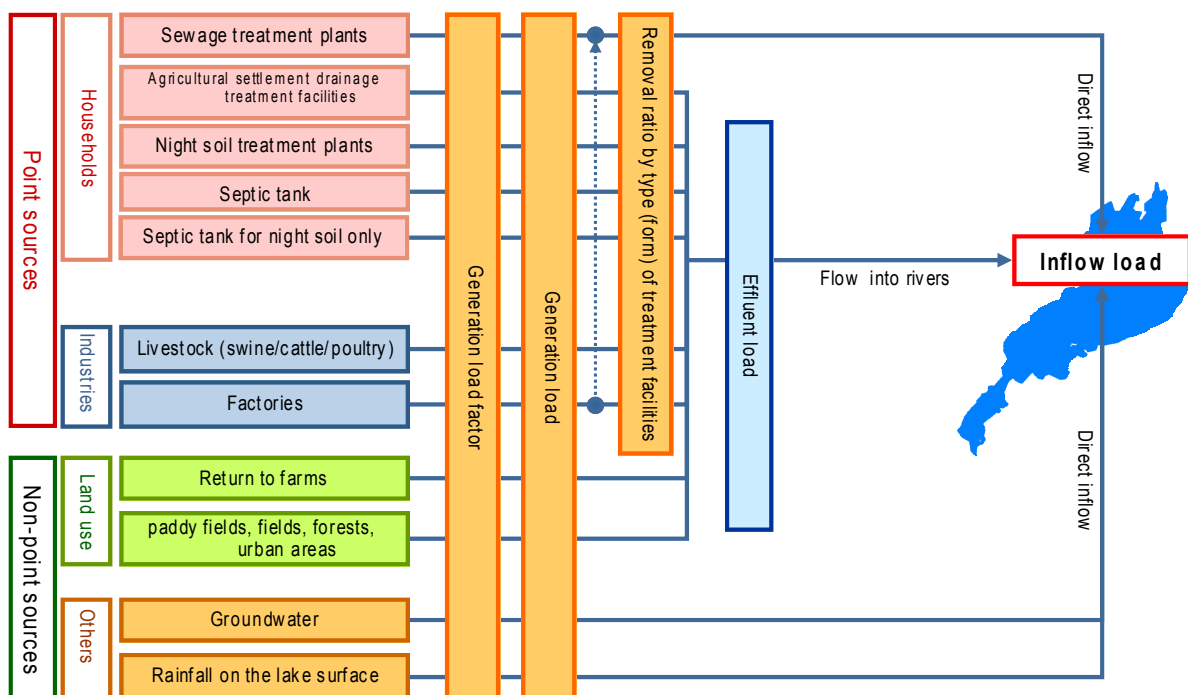 Point sources
Households
Sewage treatment plants
Agricultural settlement drainage
treatment facilities
Night soil treatment plants
Septic tank
Septic tank for night soil only
Industries
Livestock (swine/cattle/poultry)
Factories
Non-point sources
Land use
Return to farms
paddy fields, fields, forests,
urban areas
Others
Groundwater
Rainfall on the lake surface
Generation load factor
Generation load
Removal ratio by type (form) of treatment facilities
Effluent load
Flow into rivers
Direct inflow
Inflow load
Direct inflow